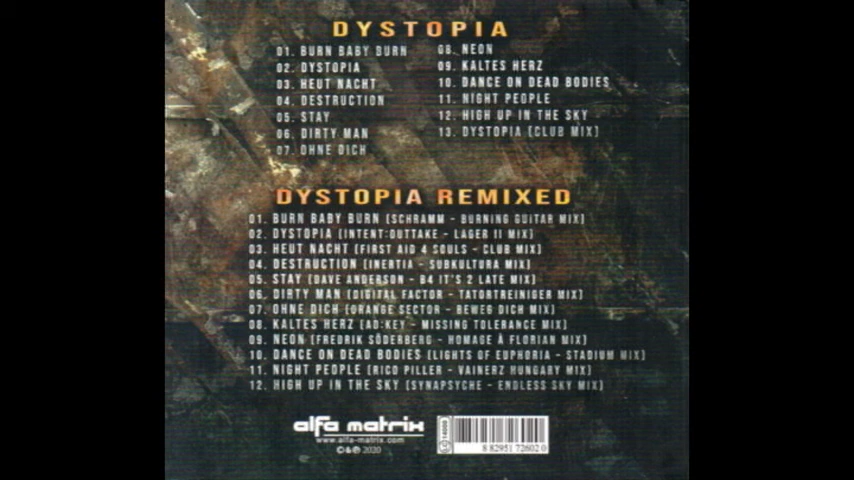 DYSTOPIA
01. BURN BABY BURN
02. DYSTOPIA
03. HEUT NACHT
04. DESTRUCTION
05. STAY
06. DIRTY MAN
07. OHNE DICH
08. NEON
09. KALTES HERZ
10. DANCE ON DEAD BODIES
11. NIGHT PEOPLE
12. HIGH UP IN THE SKY
13. DYSTOPIA (CLUB MIX)
DYSTOPIA REMIXED
01. BURN BABY BURN (SCHRAMM - BURNING GUITAR MIX)
02. DYSTOPIA (INTENT:OUTTAKE - LAGER II MIX)
03. HEUT NACHT (FIRST AID 4 SOULS - CLUB MIX)
04. DESTRUCTION (INERTIA - SUBKULTURA MIX)
05. STAY (DAVE ANDERSON - B4 IT'S 2 LATE MIX)
06. DIRTY MAN (DIGITAL FACTOR - TATORTREINIGER MIX)
07. OHNE DICH (ORANGE SECTOR - BEWEG DICH MIX)
08. KALTES HERZ (AD:KEY - MISSING TOLERANCE MIX)
09. NEON (FREDRIK SÖDERBERG - HOMAGE À FLORIAN MIX)
10. DANCE ON DEAD BODIES (LIGHTS OF EUPHORIA - STADIUM MIX)
11. NIGHT PEOPLE (RICO PILLER - VAINERZ HUNGARY MIX)
12. HIGH UP IN THE SKY (SYNAPSYCHE - ENDLESS SKY MIX)
alfa matrix
www.alfa-matrix.com
© & ℗ 2020
LC 14009
8 82951 72602 0